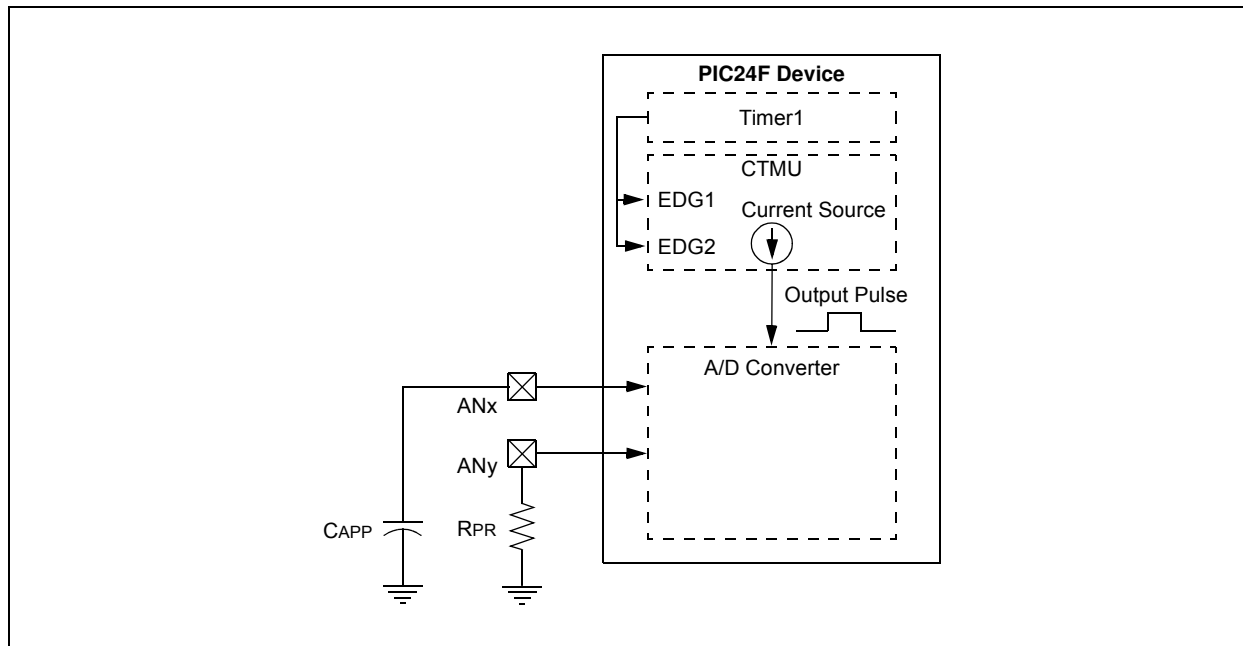 PIC24F Device
Timer1
CTMU
EDG1
Current Source
EDG2
Output Pulse
A/D Converter
ANx
ANy
CAPP
RPR